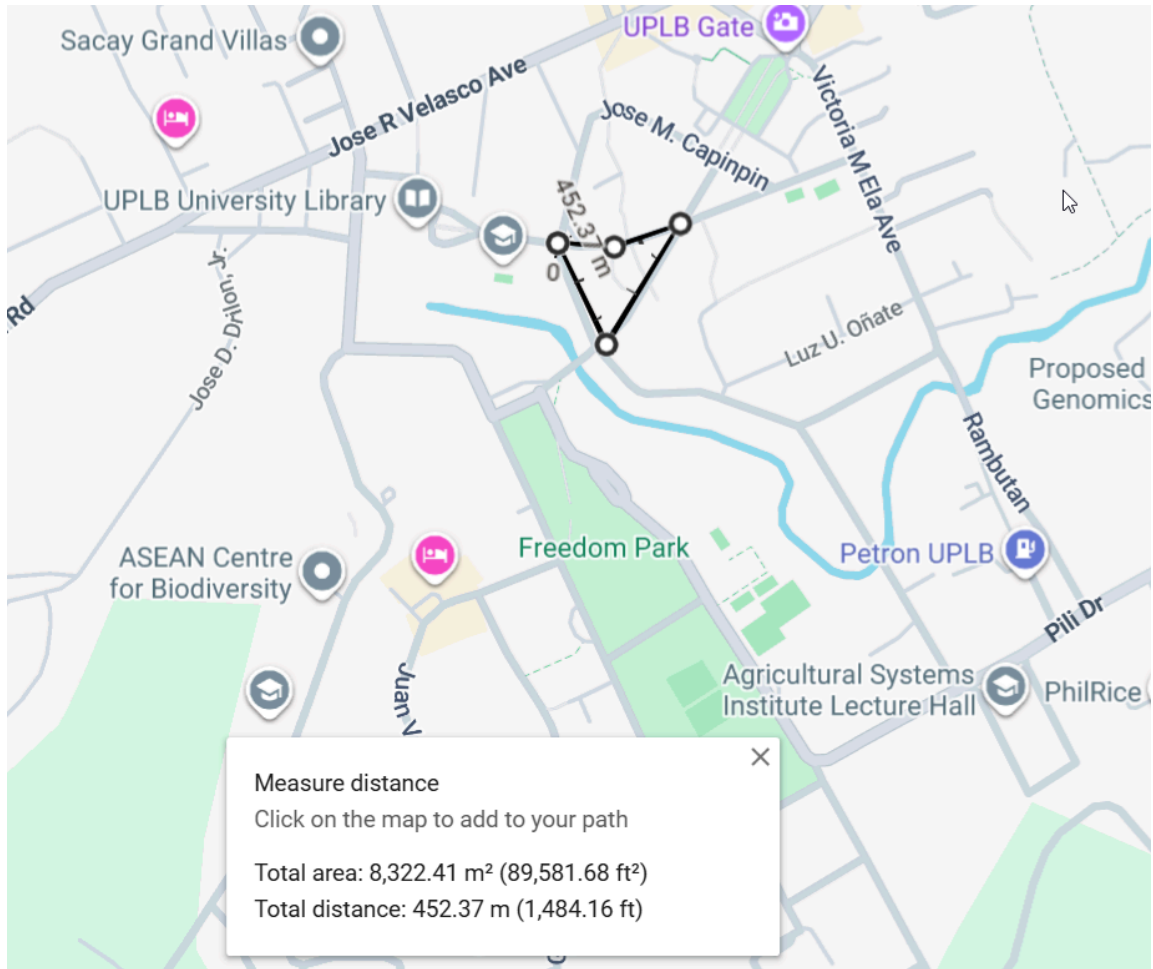 UPLB Gate
Sacay Grand Villas
Jose R Velasco Ave
Victoria M Ela Ave
Jose M. Capinpin
UPLB University Library
452.37 m
0
Rd
Jose D. Drilon, Jr.
Luz U. Oñate
Proposed
Genomics
Rambutan
Freedom Park
Petron UPLB
ASEAN Centre
for Biodiversity
Pili Dr
Juan V
Agricultural Systems
Institute Lecture Hall
PhilRice
Measure distance
Click on the map to add to your path
Total area: 8,322.41 m² (89,581.68 ft²)
Total distance: 452.37 m (1,484.16 ft)